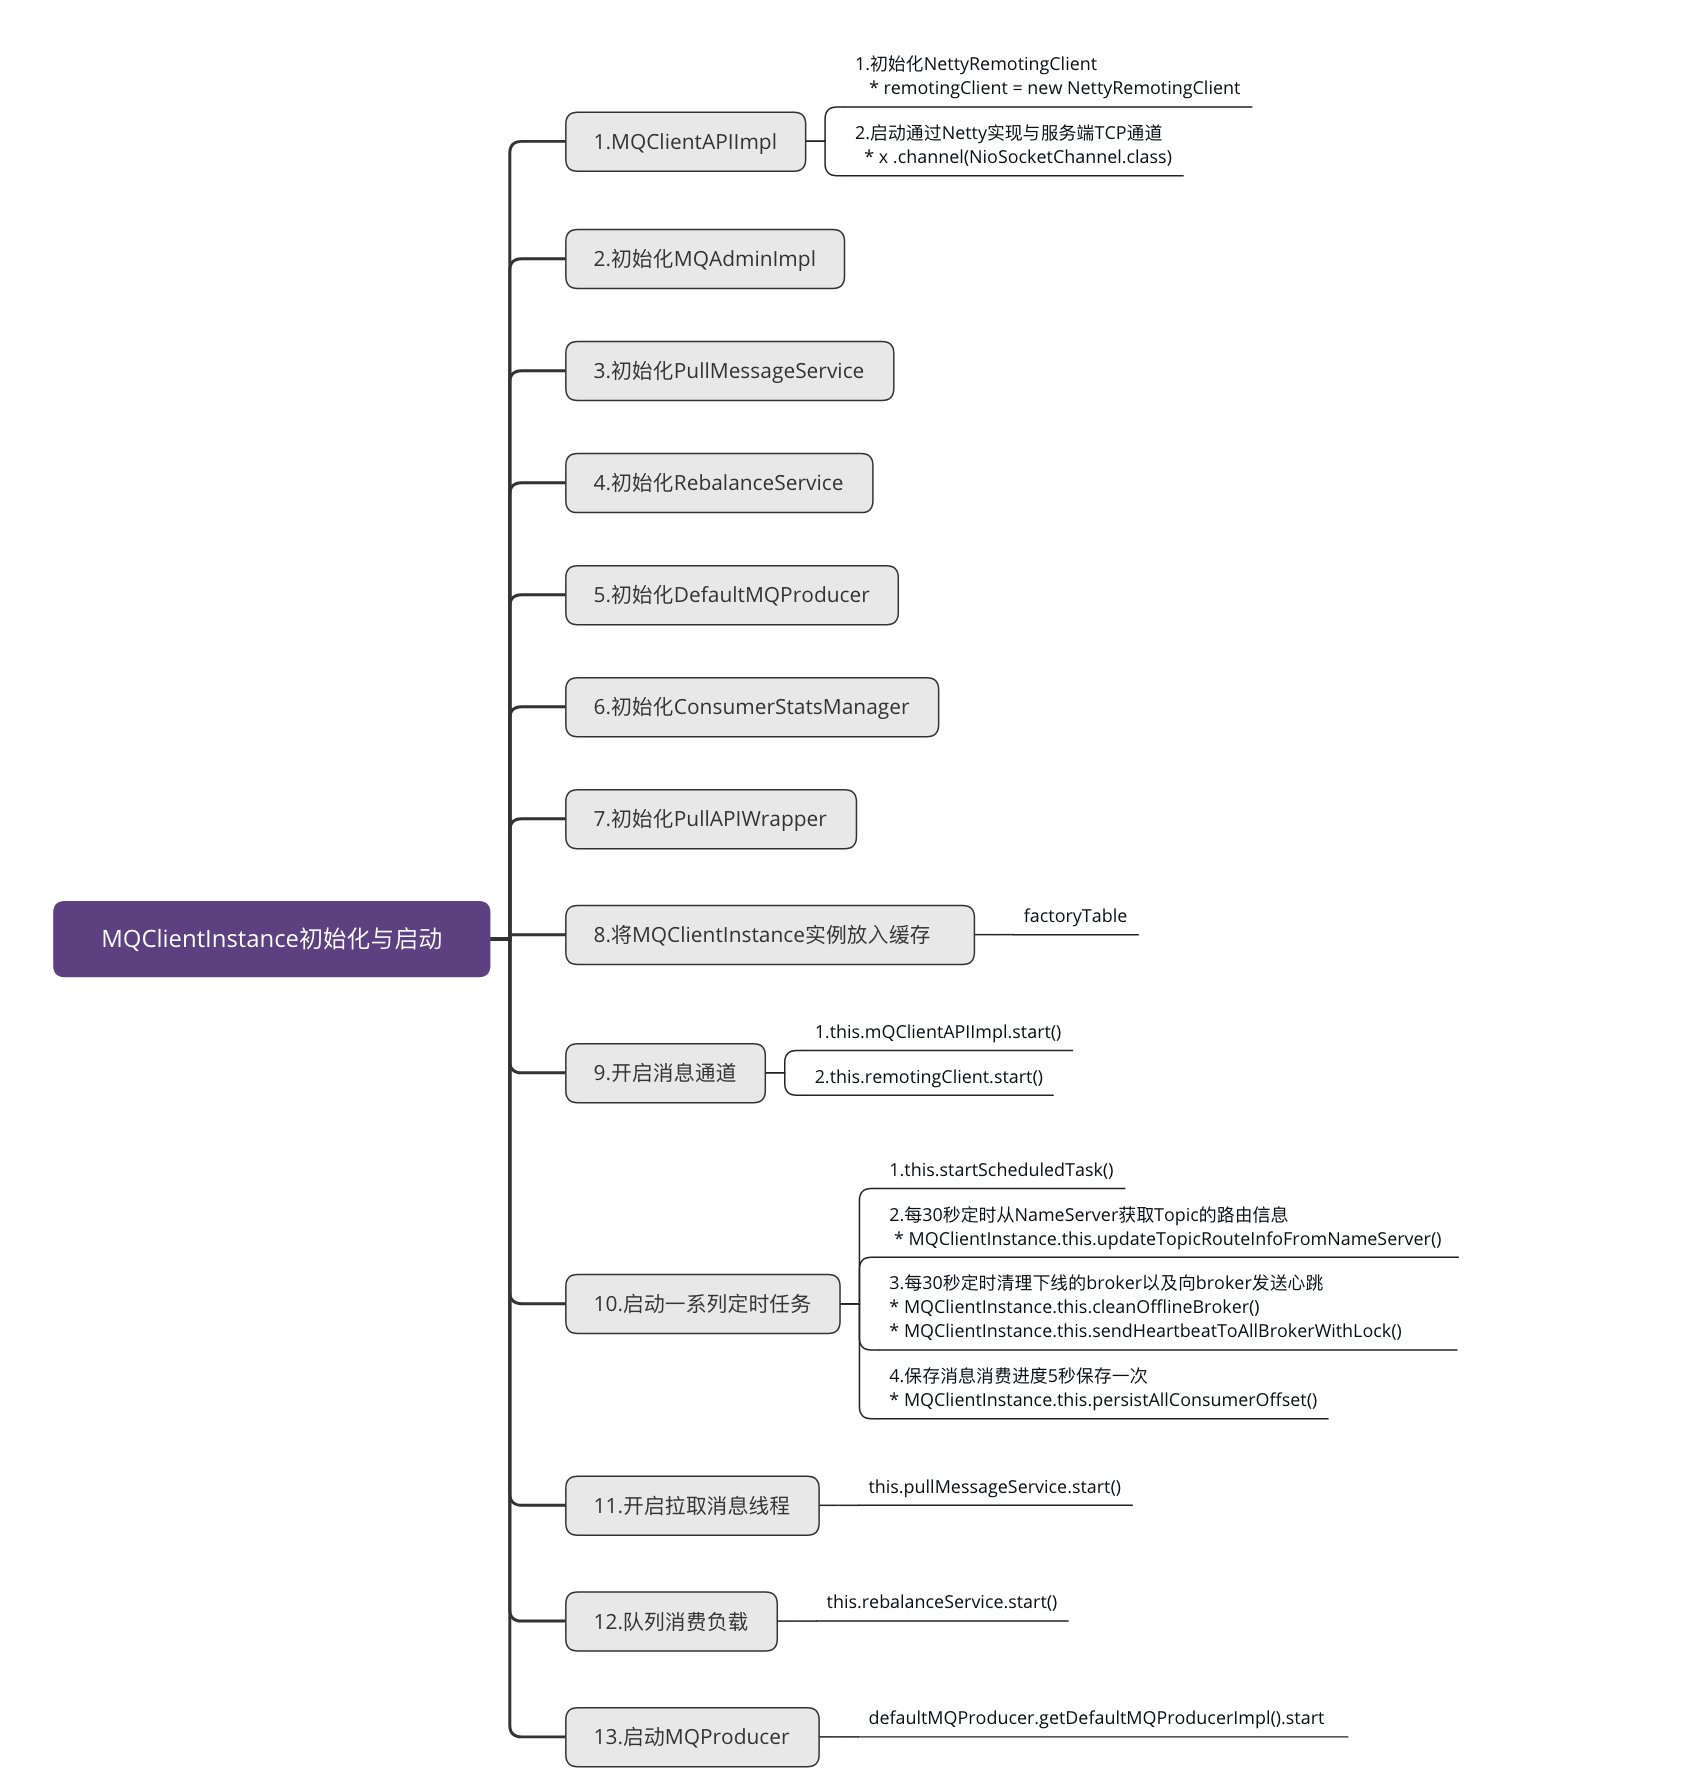 MQClientInstance初始化与启动
1.MQClientAPIImpl
1.初始化NettyRemotingClient
* remotingClient = new NettyRemotingClient
2.启动通过Netty实现与服务端TCP通道
* x .channel(NioSocketChannel.class)
2.初始化MQAdminImpl
3.初始化PullMessageService
4.初始化RebalanceService
5.初始化DefaultMQProducer
6.初始化ConsumerStatsManager
7.初始化PullAPIWrapper
8.将MQClientInstance实例放入缓存
factoryTable
9.开启消息通道
1.this.mQClientAPIImpl.start()
2.this.remotingClient.start()
10.启动一系列定时任务
1.this.startScheduledTask()
2.每30秒定时从NameServer获取Topic的路由信息
* MQClientInstance.this.updateTopicRouteInfoFromNameServer()
3.每30秒定时清理下线的broker以及向broker发送心跳
* MQClientInstance.this.cleanOfflineBroker()
* MQClientInstance.this.sendHeartbeatToAllBrokerWithLock()
4.保存消息消费进度5秒保存一次
* MQClientInstance.this.persistAllConsumerOffset()
11.开启拉取消息线程
this.pullMessageService.start()
12.队列消费负载
this.rebalanceService.start()
13.启动MQProducer
defaultMQProducer.getDefaultMQProducerImpl().start